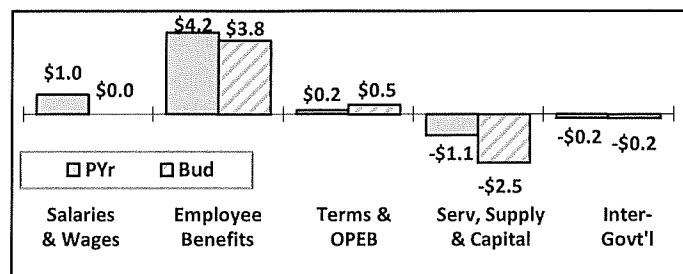 $4.2
$3.8
$1.0
$0.0
$0.2
$0.5
-$1.1
-$2.5
-$0.2
-$0.2
PYr
Bud
Salaries
& Wages
Employee
Benefits
Terms &
OPEB
Serv, Supply
& Capital
Inter-
Govt'l